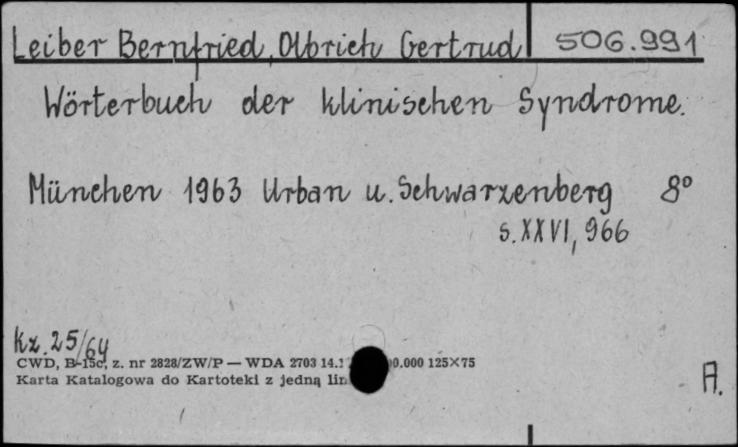 Leiber Bernfried, Olbrich Gertrud 506.991
Wörterbuch der klinischen Syndrome.
München 1963 Urban u. Schwarzenberg 8°
s. XXVI, 966
Kz. 25/64
CWD, B-15c, z. nr 2828/ZW/P — WDA 2703 14.1 0.000 125×75
Karta Katalogowa do Kartoteki z jedną lin
A.